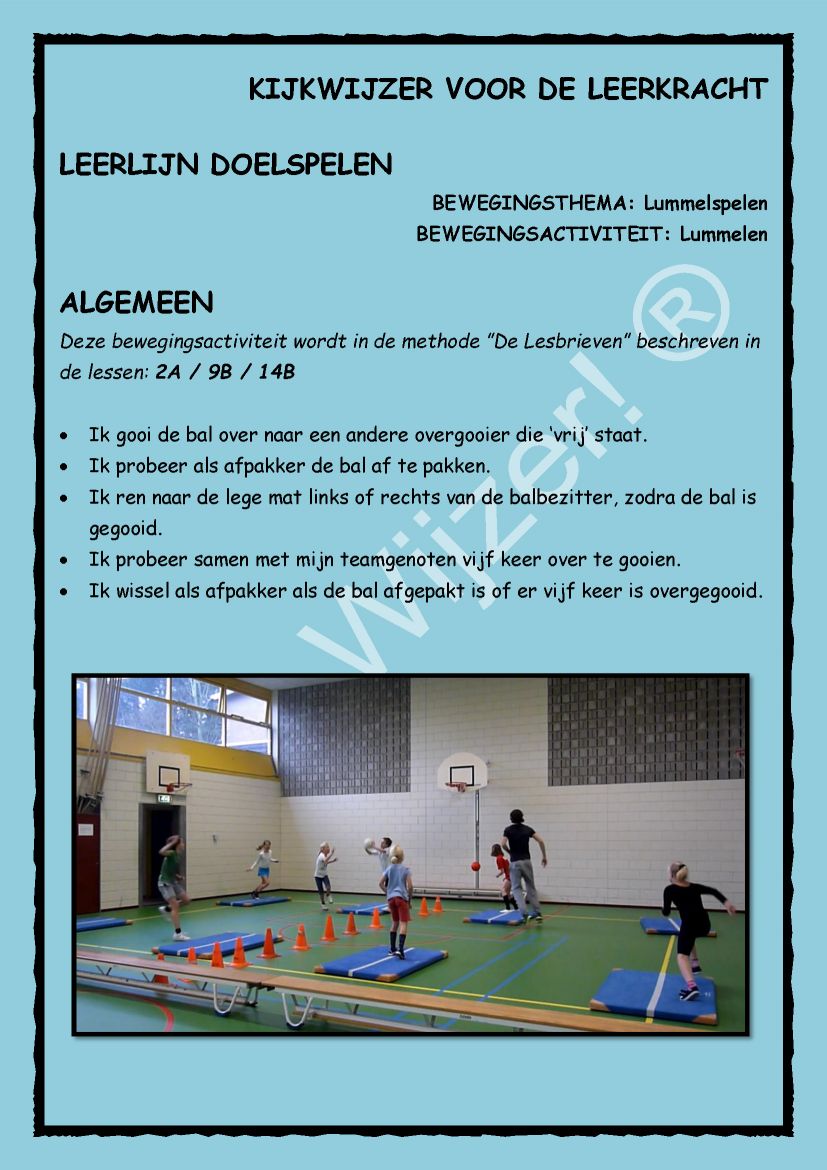 KIJKWIJZER VOOR DE LEERKRACHT
LEERLIJN DOELSPELEN
BEWEGINGSTHEMA: Lummelspelen
BEWEGINGSACTIVITEIT: Lummelen
ALGEMEEN
Deze bewegingsactiviteit wordt in de methode "De Lesbrieven" beschreven in
de lessen: 2A / 9B / 14B
• Ik gooi de bal over naar een andere overgooier die ‘vrij’ staat.
• Ik probeer als afpakker de bal af te pakken.
• Ik ren naar de lege mat links of rechts van de balbezitter, zodra de bal is
gegooid.
• Ik probeer samen met mijn teamgenoten vijf keer over te gooien.
• Ik wissel als afpakker als de bal afgepakt is of er vijf keer is overgegooid.
Wijzer! ®